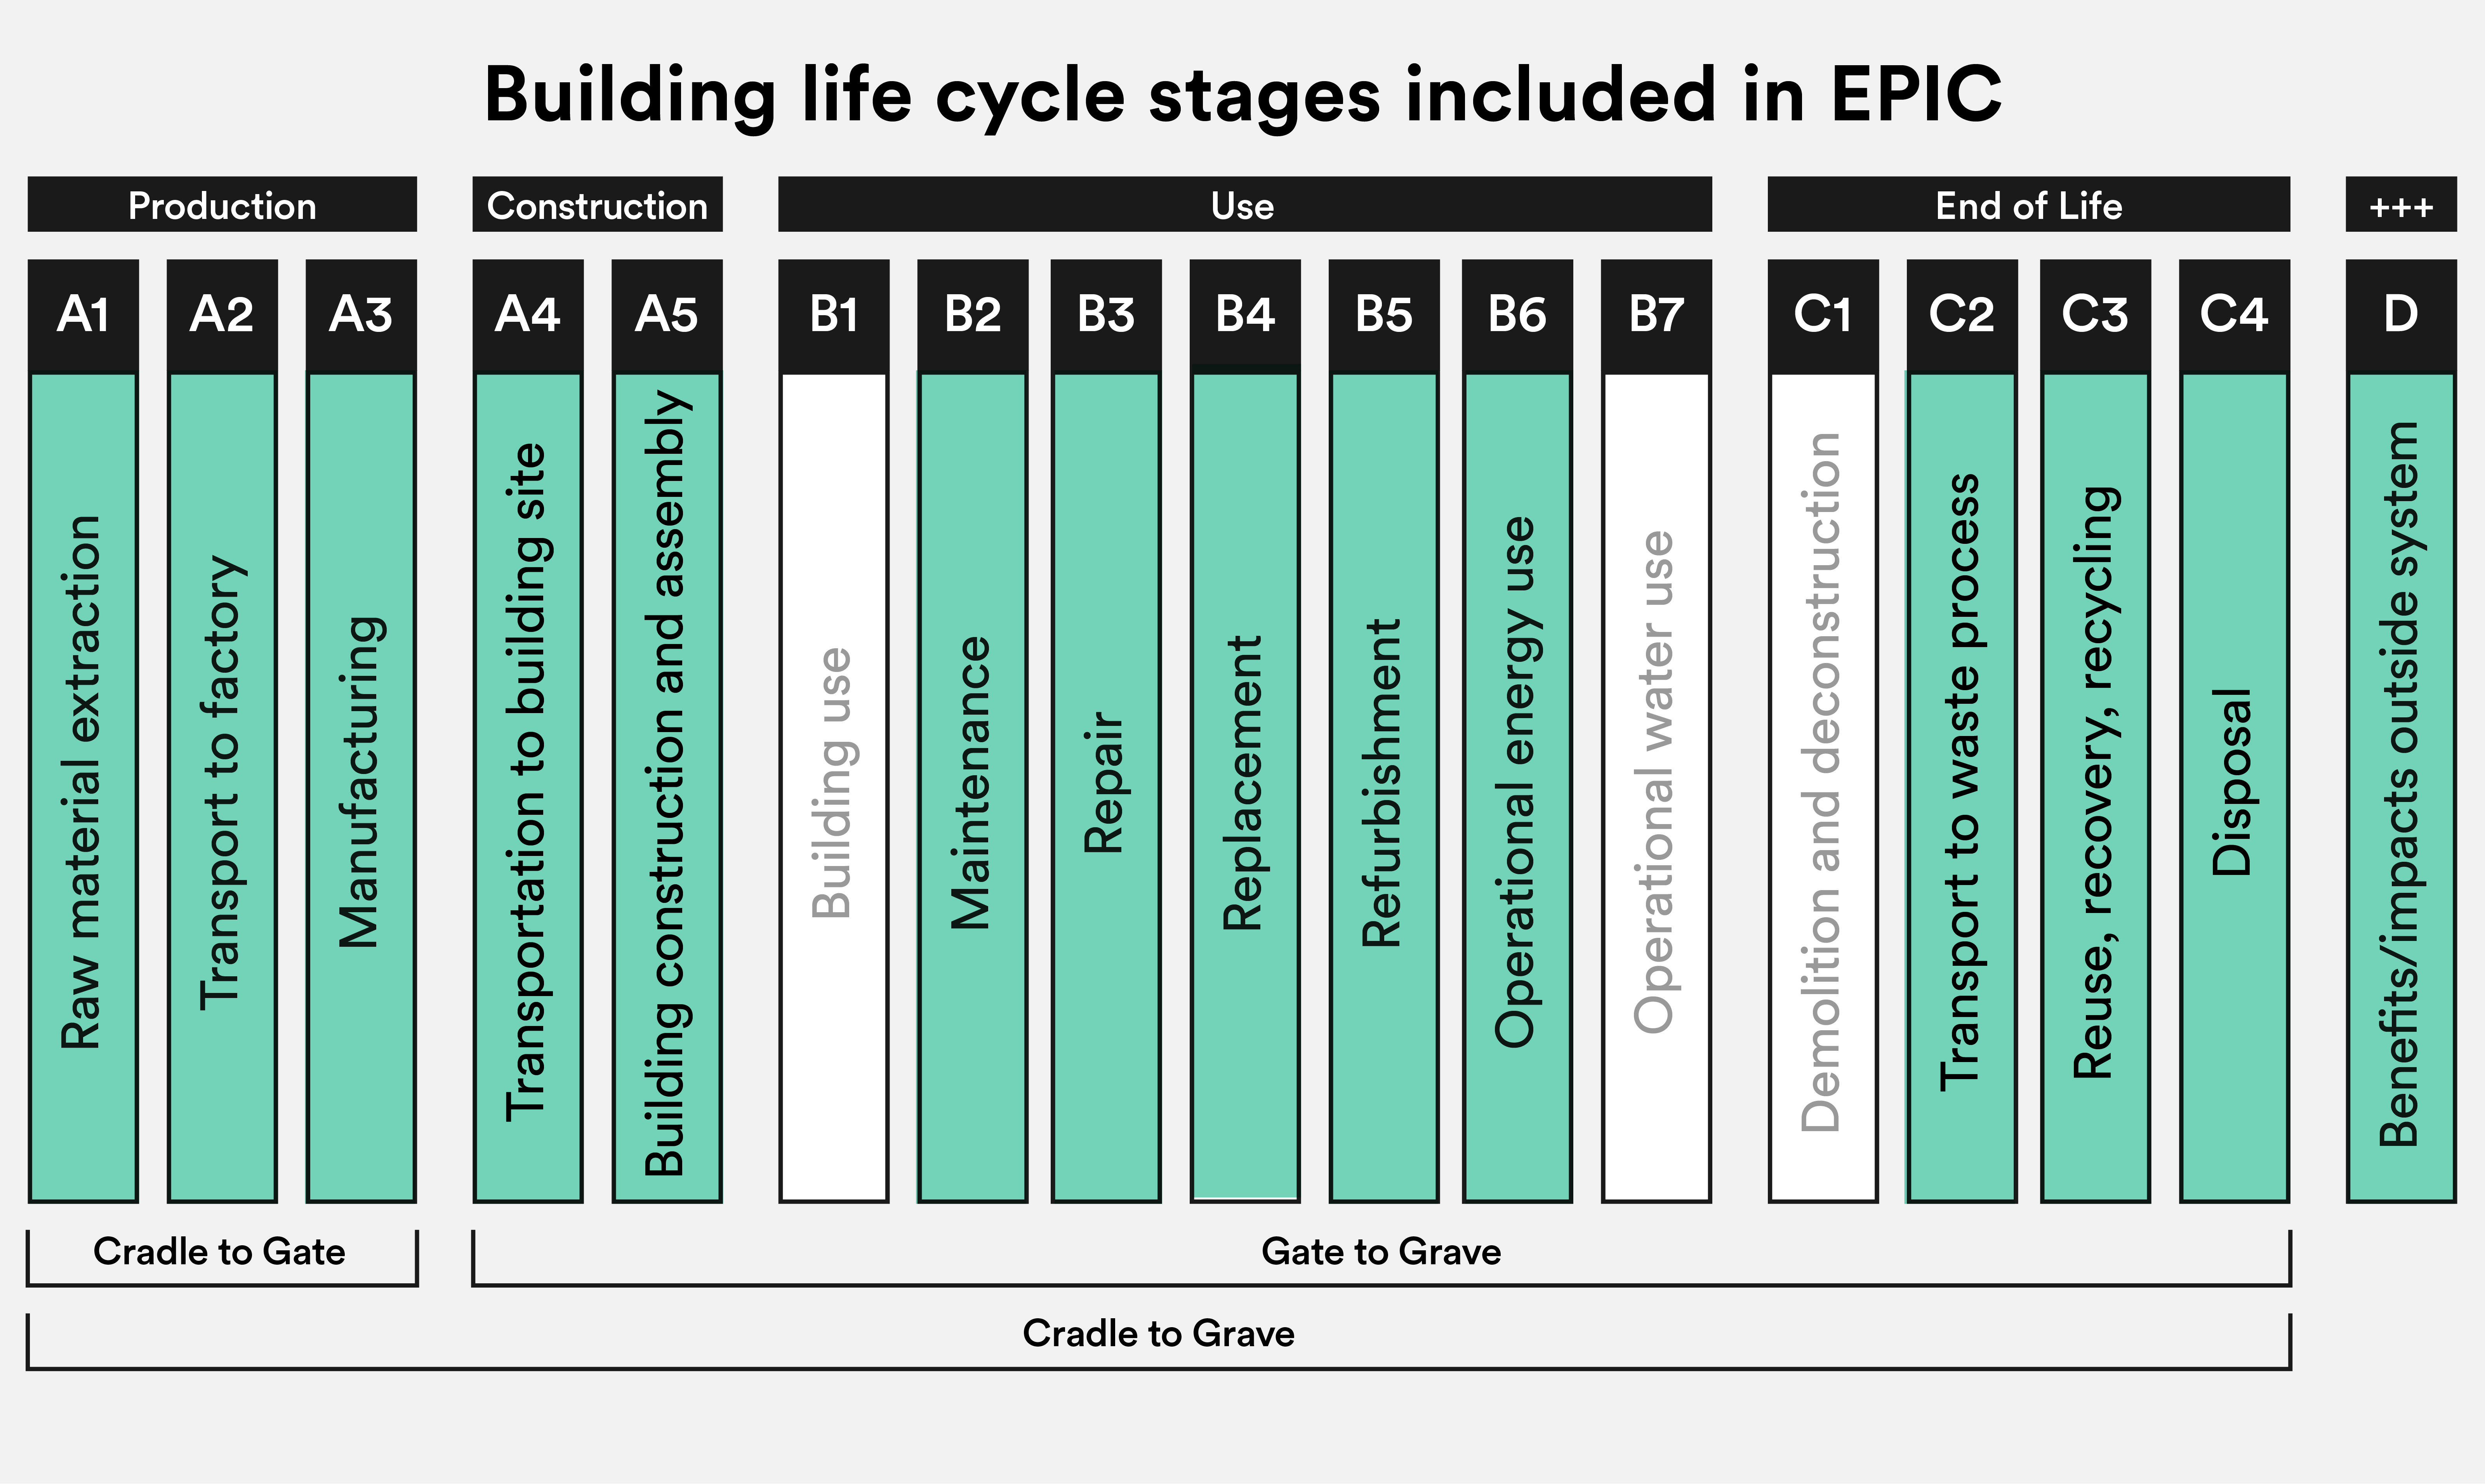 Building life cycle stages included in EPIC
Production
Construction
Use
End of Life
+++
A1
A2
A3
A4
A5
B1
B2
B3
B4
B5
B6
B7
C1
C2
C3
C4
D
Raw material extraction
Transport to factory
Manufacturing
Transportation to building site
Building construction and assembly
Building use
Maintenance
Repair
Replacement
Refurbishment
Operational energy use
Operational water use
Demolition and deconstruction
Transport to waste process
Reuse, recovery, recycling
Disposal
Benefits/impacts outside system
Cradle to Gate
Gate to Grave
Cradle to Grave